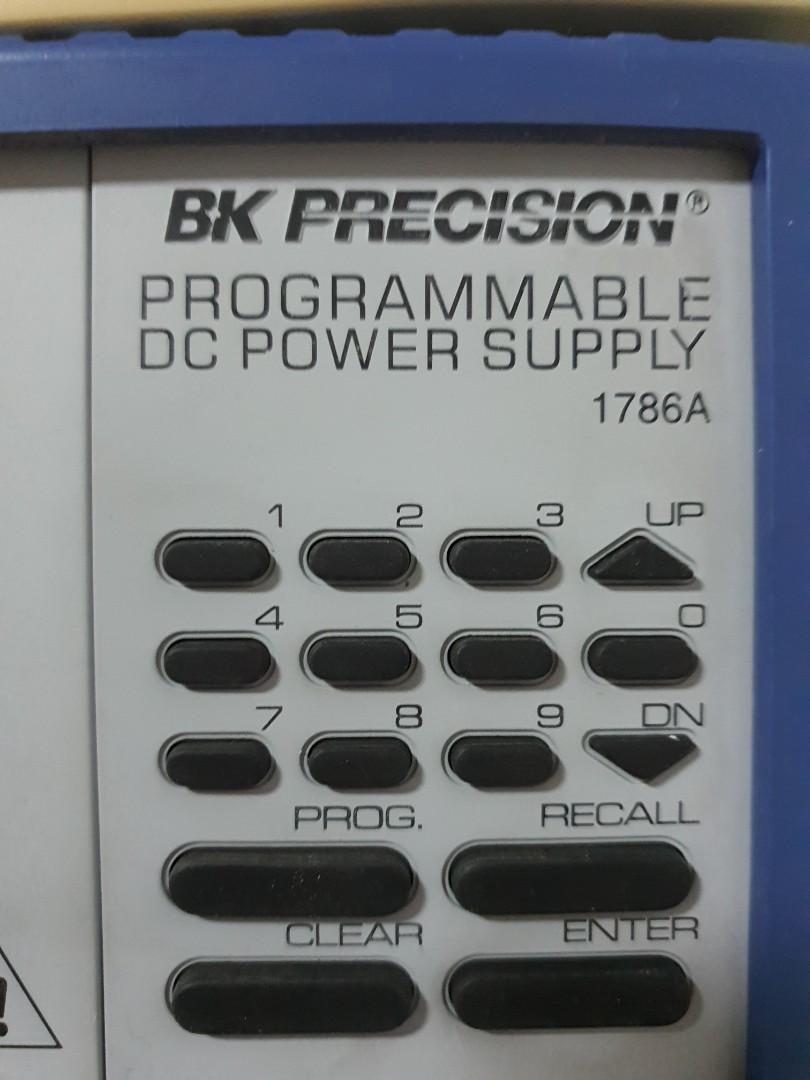 BK PRECISION®
PROGRAMMABLE
DC POWER SUPPLY
1786A
1 2 3 UP
4 5 6 0
7 8 9 DN
PROG. RECALL
CLEAR ENTER
!